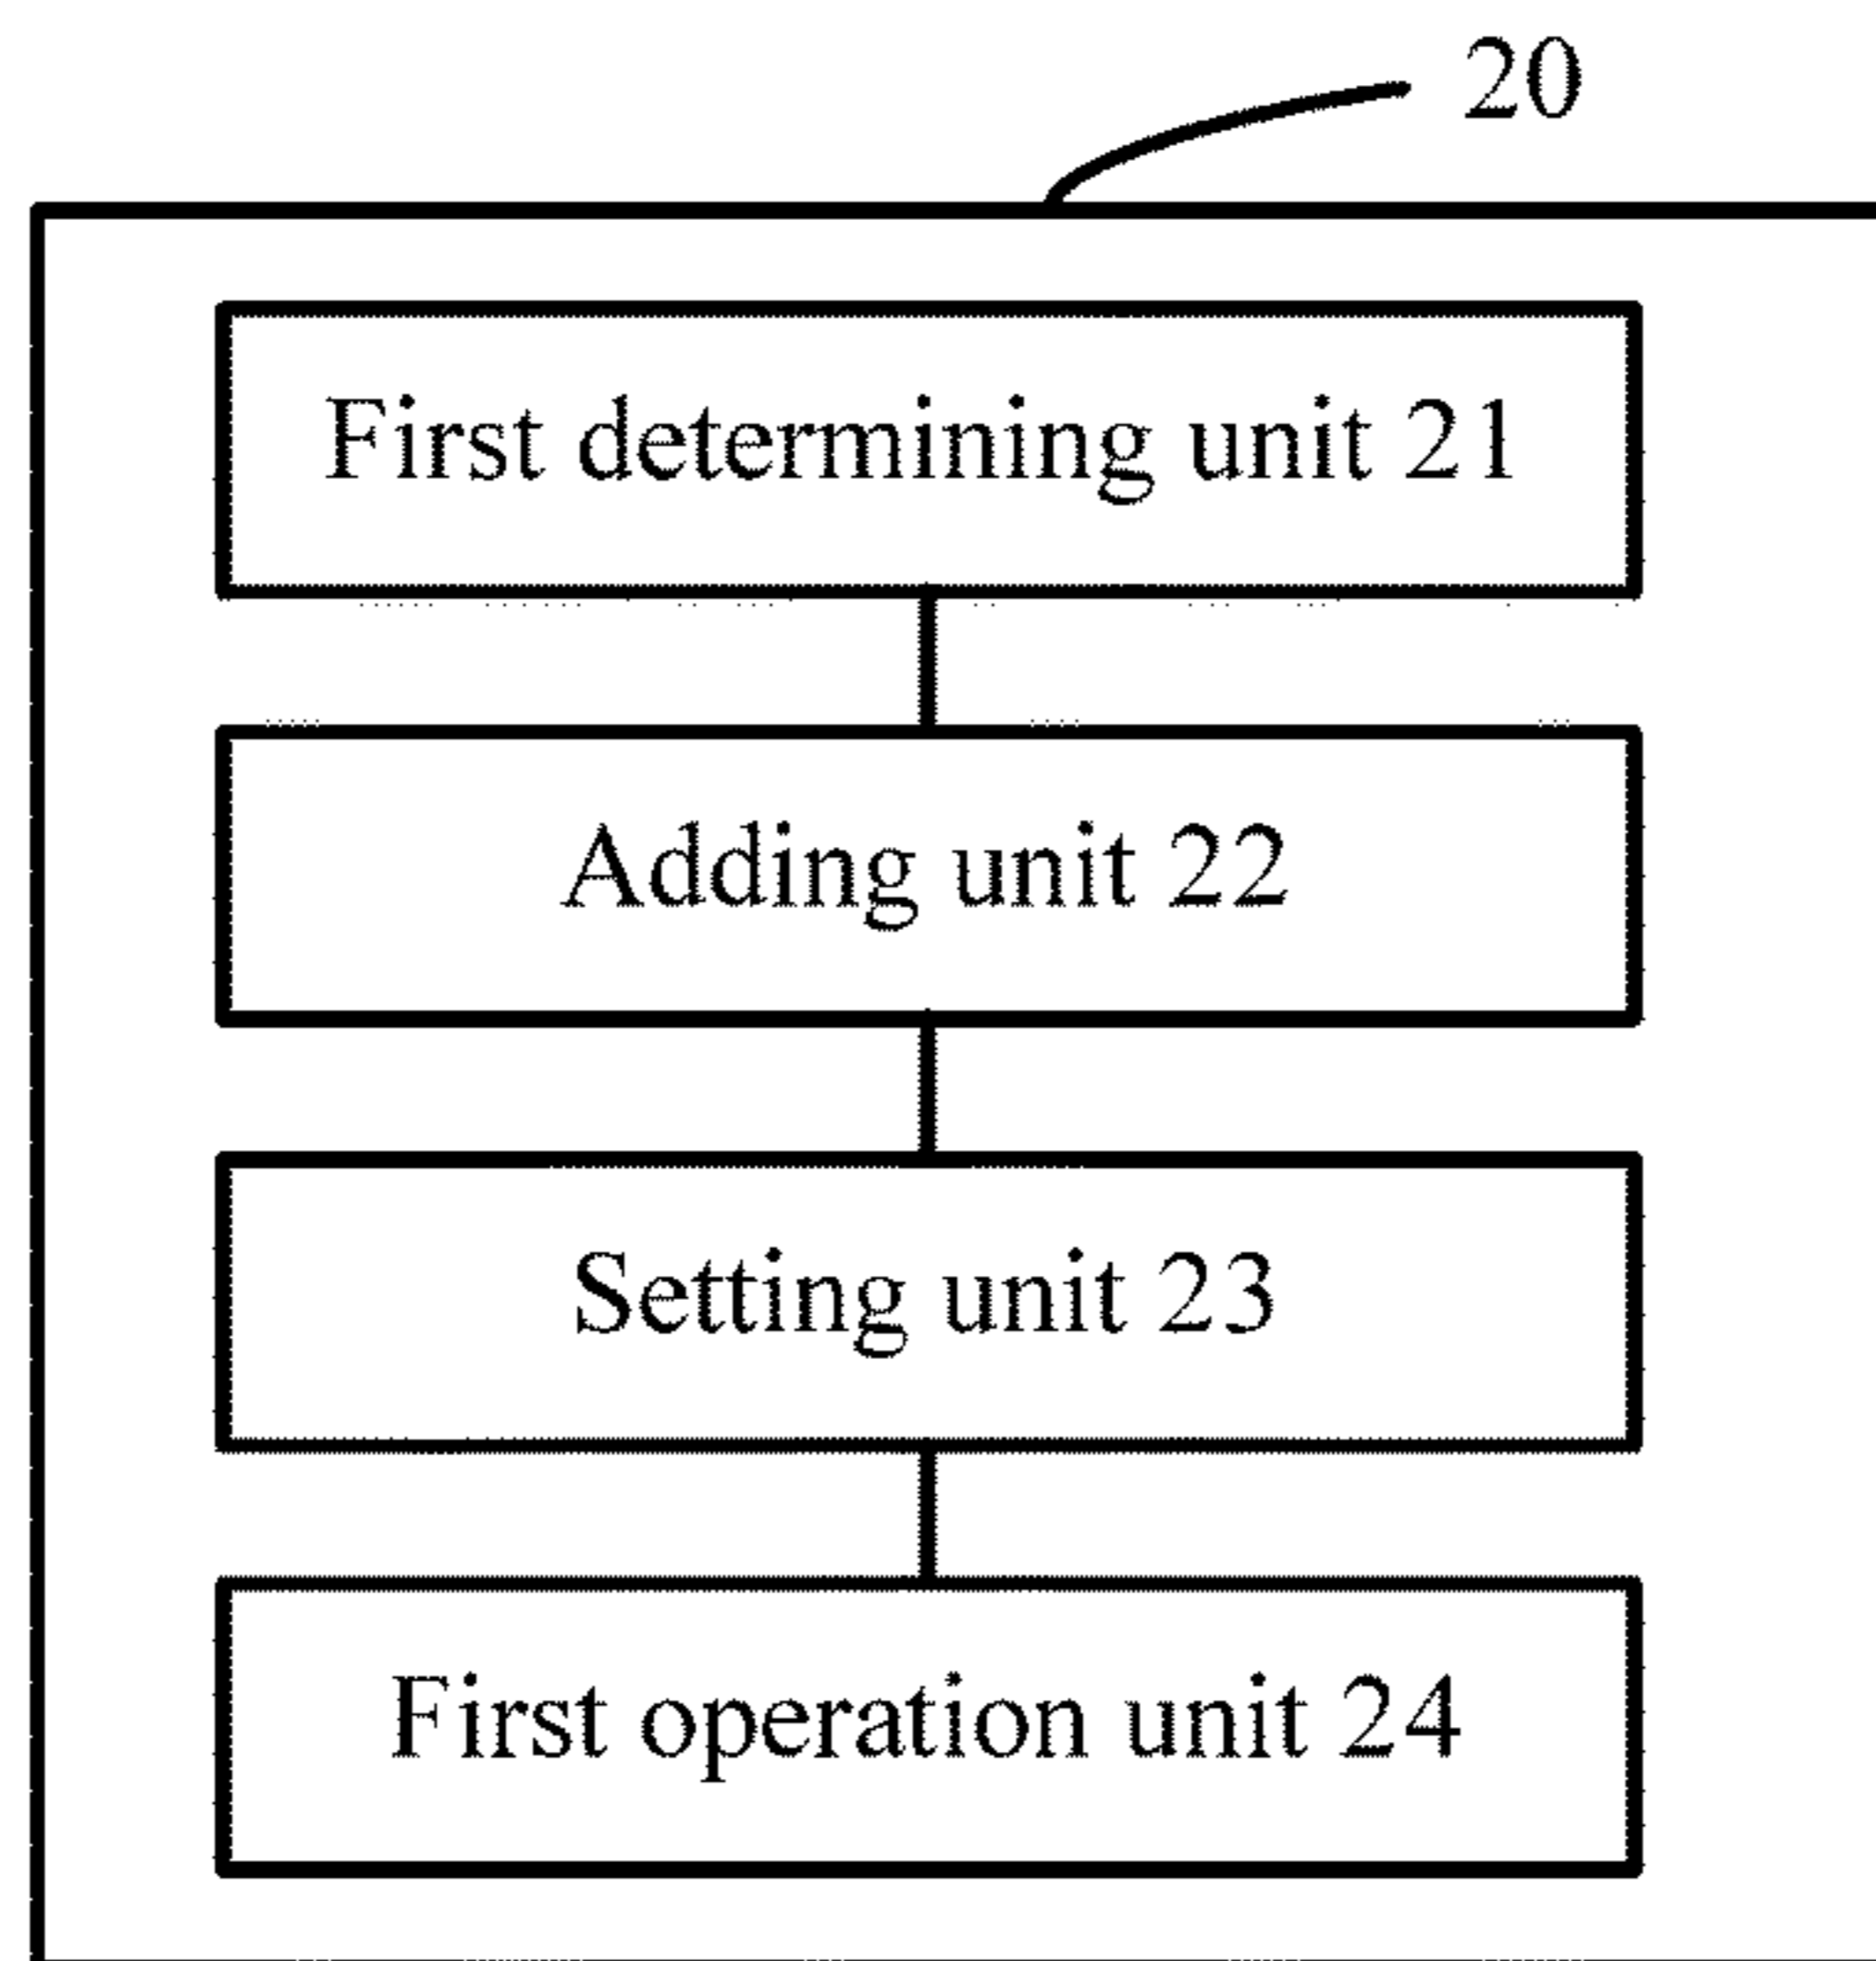 20
First determining unit 21
Adding unit 22
Setting unit 23
First operation unit 24